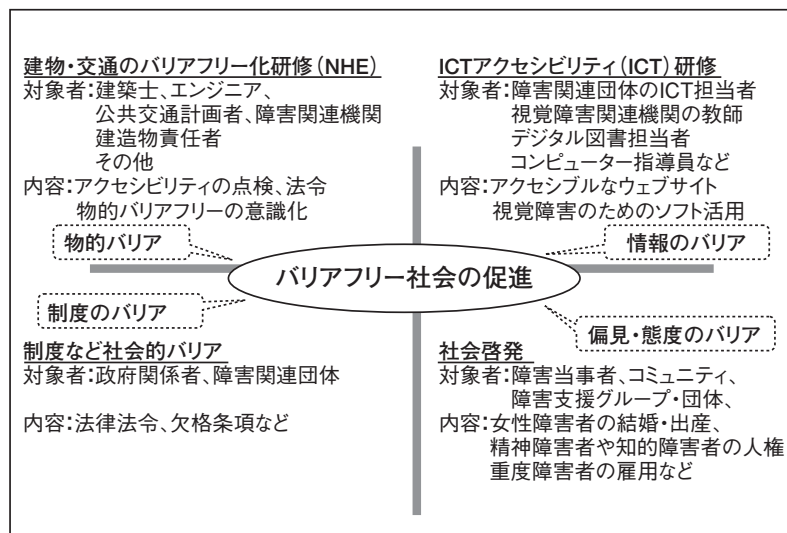 建物・交通のバリアフリー化研修（NHE）
対象者：建築士、エンジニア、
公共交通計画者、障害関連機関
建造物責任者
その他
内容：アクセシビリティの点検、法令
物的バリアフリーの意識化
物的バリア
ICTアクセシビリティ（ICT）研修
対象者：障害関連団体のICT担当者
視覚障害関連機関の教師
デジタル図書担当者
コンピューター指導員など
内容：アクセシブルなウェブサイト
視覚障害のためのソフト活用
情報のバリア
バリアフリー社会の促進
制度のバリア
制度など社会的バリア
対象者：政府関係者、障害関連団体
内容：法律法令、欠格条項など
偏見・態度のバリア
社会啓発
対象者：障害当事者、コミュニティ、
障害支援グループ・団体、
内容：女性障害者の結婚・出産、
精神障害者や知的障害者の人権
重度障害者の雇用など